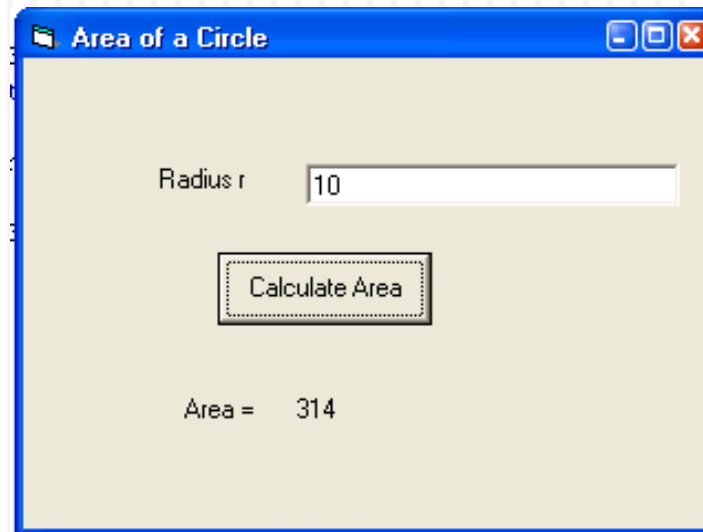 Area of a Circle
Radius r 10
Calculate Area
Area = 314